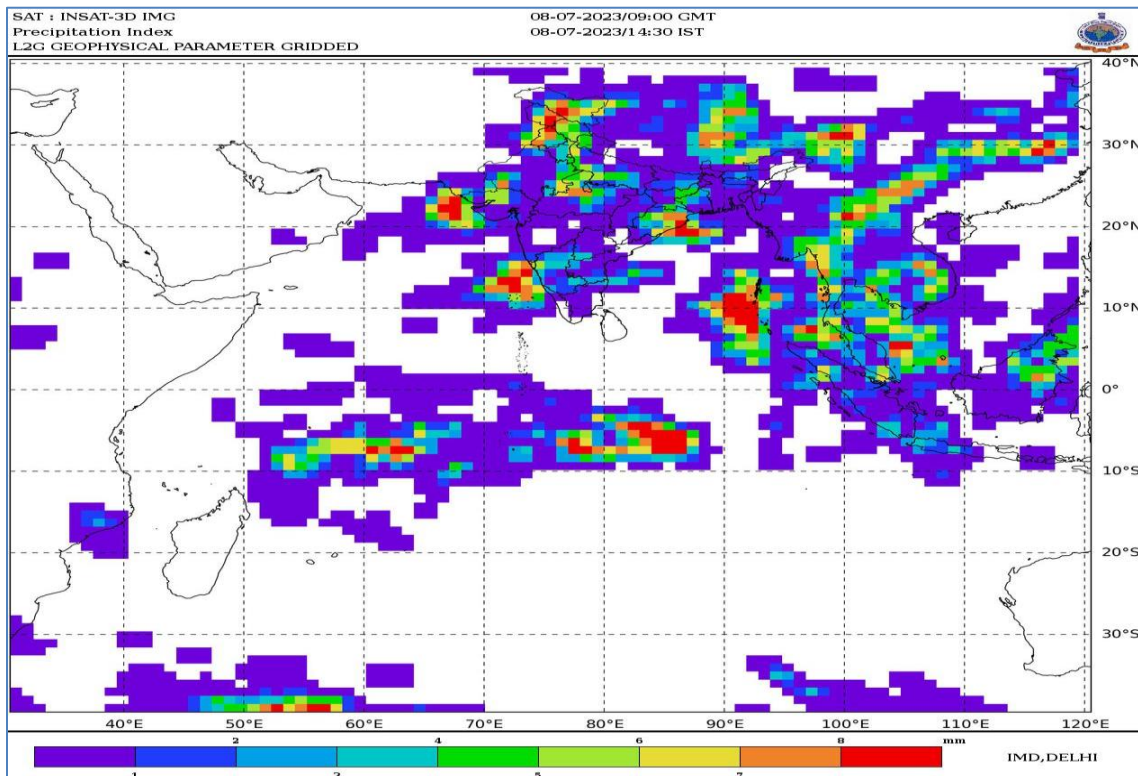 SAT : INSAT-3D IMG
08-07-2023/09:00 GMT
Precipitation Index
08-07-2023/14:30 IST
L2G GEOPHYSICAL PARAMETER GRIDDED
40°N
30°N
20°N
10°N
0°
10°S
20°S
30°S
40°E 50°E 60°E 70°E 80°E 90°E 100°E 110°E 120°E
2 4 6 8 mm
1 3 5 7
IMD,DELHI